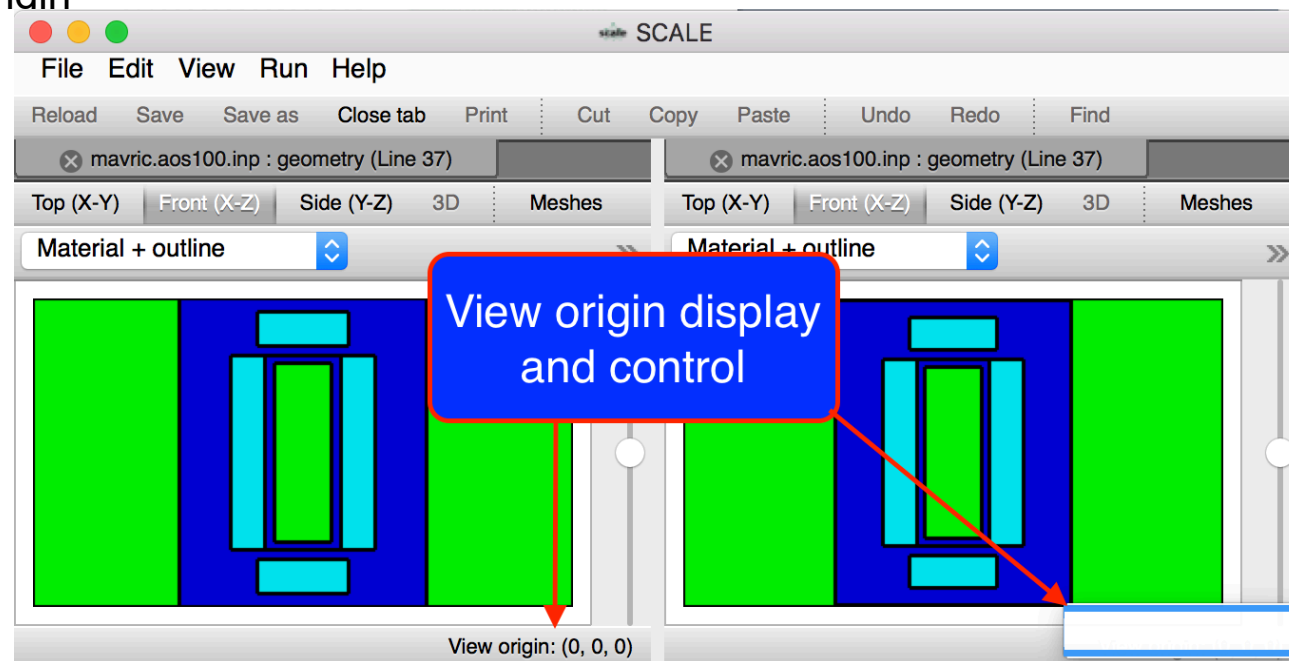 SCALE
File Edit View Run Help
Reload Save Save as Close tab Print Cut Copy Paste Undo Redo Find
mavric.aos100.inp : geometry (Line 37) mavric.aos100.inp : geometry (Line 37)
Top (X-Y) Front (X-Z) Side (Y-Z) 3D Meshes Top (X-Y) Front (X-Z) Side (Y-Z) 3D Meshes
Material + outline » Material + outline »
View origin display
and control
View origin: (0, 0, 0)